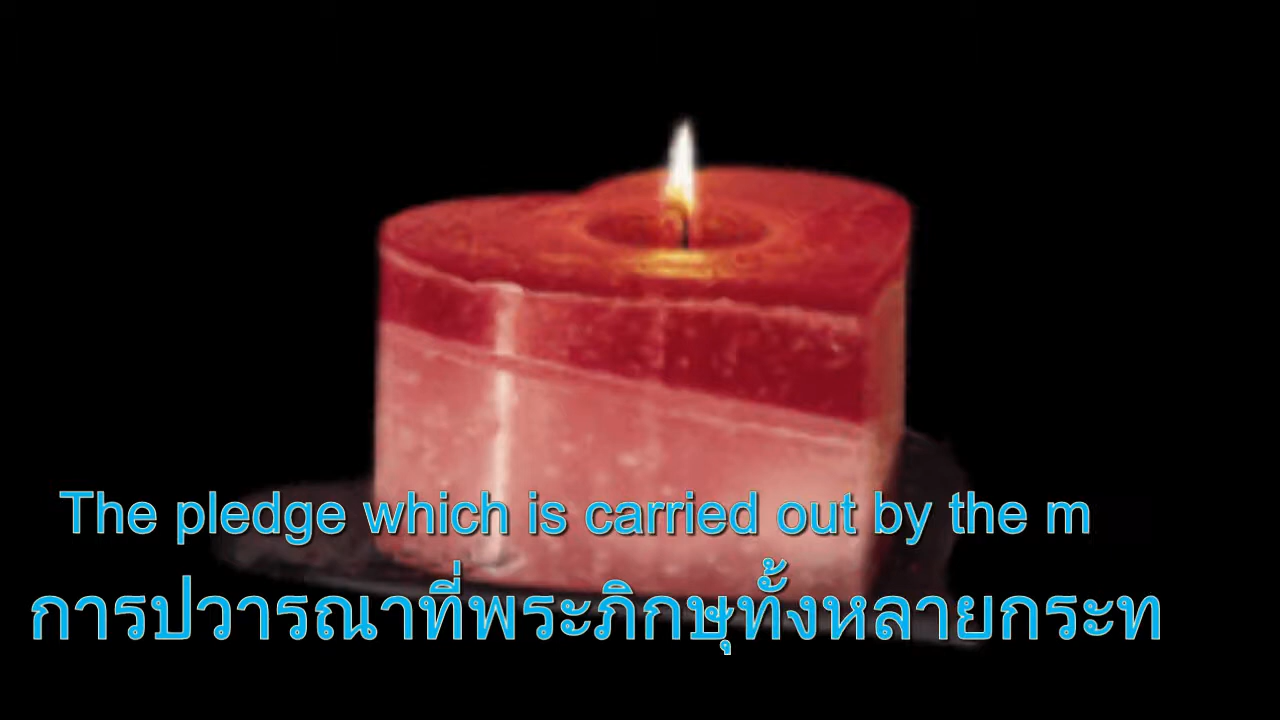 The pledge which is carried out by the m
การปวารณาที่พระภิกษุทั้งหลายกระท